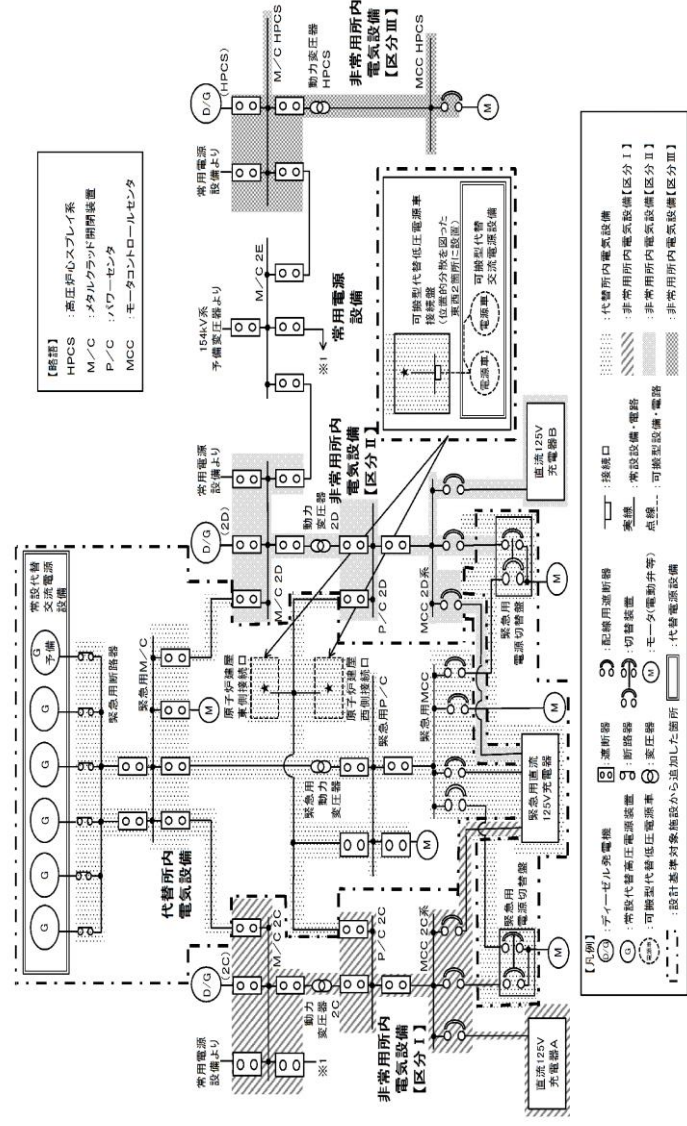 【略語】
HPCS :高圧炉心スプレイ系
M/C :メタルクラッド開閉装置
P/C :パワーセンタ
MCC :モータコントロールセンタ
常設代替
交流電源
設備
G
G
G
G
G
G
予備
緊急用断路器
緊急用M/C
代替所内
電気設備
M
M
緊急用
動力
変圧器
緊急用P/C
緊急用MCC
M
原子炉建屋
東側接続口
原子炉建屋
西側接続口
常用電源
設備より
D/G
(2C)
M/C 2C
※1
動力
変圧器
2C
P/C 2C
非常用所内
電気設備
【区分Ⅰ】
MCC 2C系
緊急用
電源切替盤
M
直流125V
充電器A
緊急用直流
125V充電器
D/G
(2D)
常用電源
設備より
M/C 2D
動力
変圧器
2D
P/C 2D
非常用所内
電気設備
【区分Ⅱ】
MCC 2D系
緊急用
電源切替盤
M
直流125V
充電器B
154kV系
予備変圧器より
M/C 2E
※1
常用電源
設備
常用電源
設備より
D/G
(HPCS)
M/C HPCS
動力変圧器
HPCS
非常用所内
電気設備
【区分Ⅲ】
MCC HPCS
M
可搬型代替低圧電源車
接続盤
(位置的分散を図った
東西2箇所に設置)
電源車
電源車
可搬型代替
交流電源設備
【凡例】
D/G :ディーゼル発電機
G :常設代替高圧電源装置
電源車 :可搬型代替低圧電源車
:設計基準対象施設から追加した箇所
:遮断器
:断路器
:変圧器
:代替電源設備
:配線用遮断器
:切替装置
M :モータ(電動弁等)
:接続口
実線 :常設設備・電路
点線 :可搬型設備・電路
:代替所内電気設備
:非常用所内電気設備【区分Ⅰ】
:非常用所内電気設備【区分Ⅱ】
:非常用所内電気設備【区分Ⅲ】